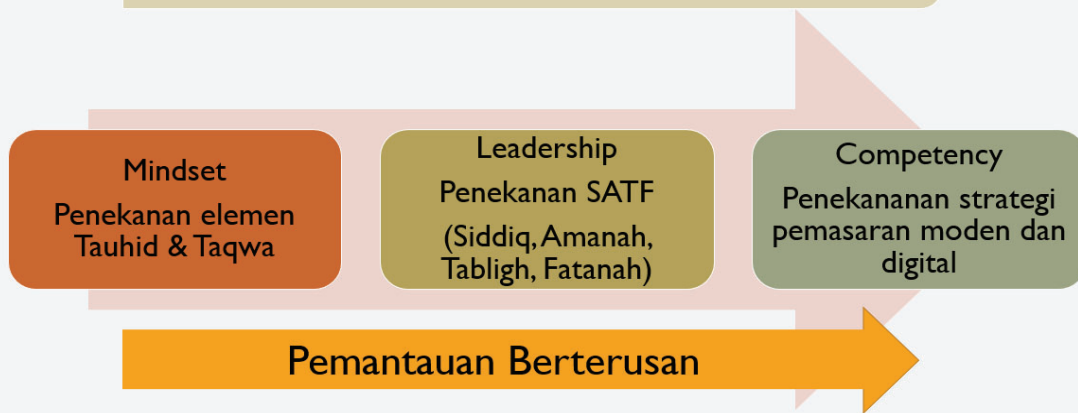 Mindset
Penekanan elemen
Tauhid & Taqwa
Leadership
Penekanan SATF
(Siddiq, Amanah,
Tabligh, Fatanah)
Competency
Penekananan strategi
pemasaran moden dan
digital
Pemantauan Berterusan